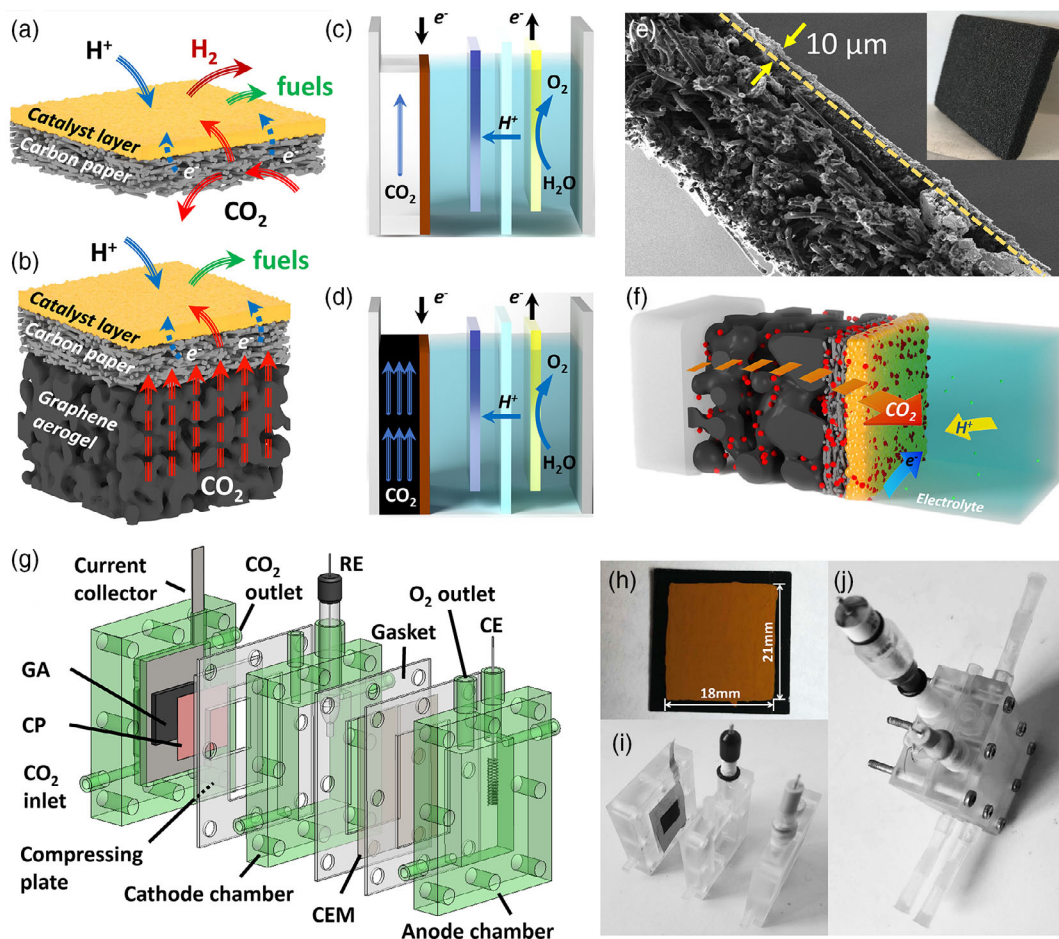 (a)
H+
H2
fuels
Catalyst layer
Carbon paper
e-
CO2
(b)
H+
fuels
Catalyst layer
Carbon paper
e-
e-
Graphene
aerogel
CO2
(c)
e-
e-
O2
H+
CO2
H2O
(d)
e-
e-
O2
H+
CO2
H2O
(e)
10 µm
(f)
CO2
H+
e-
Electrolyte
(g)
Current
collector
CO2
outlet
RE
O2 outlet
Gasket
CE
GA
CP
CO2
inlet
Compressing
plate
Cathode chamber
CEM
Anode chamber
(h)
21mm
18mm
(i)
(j)